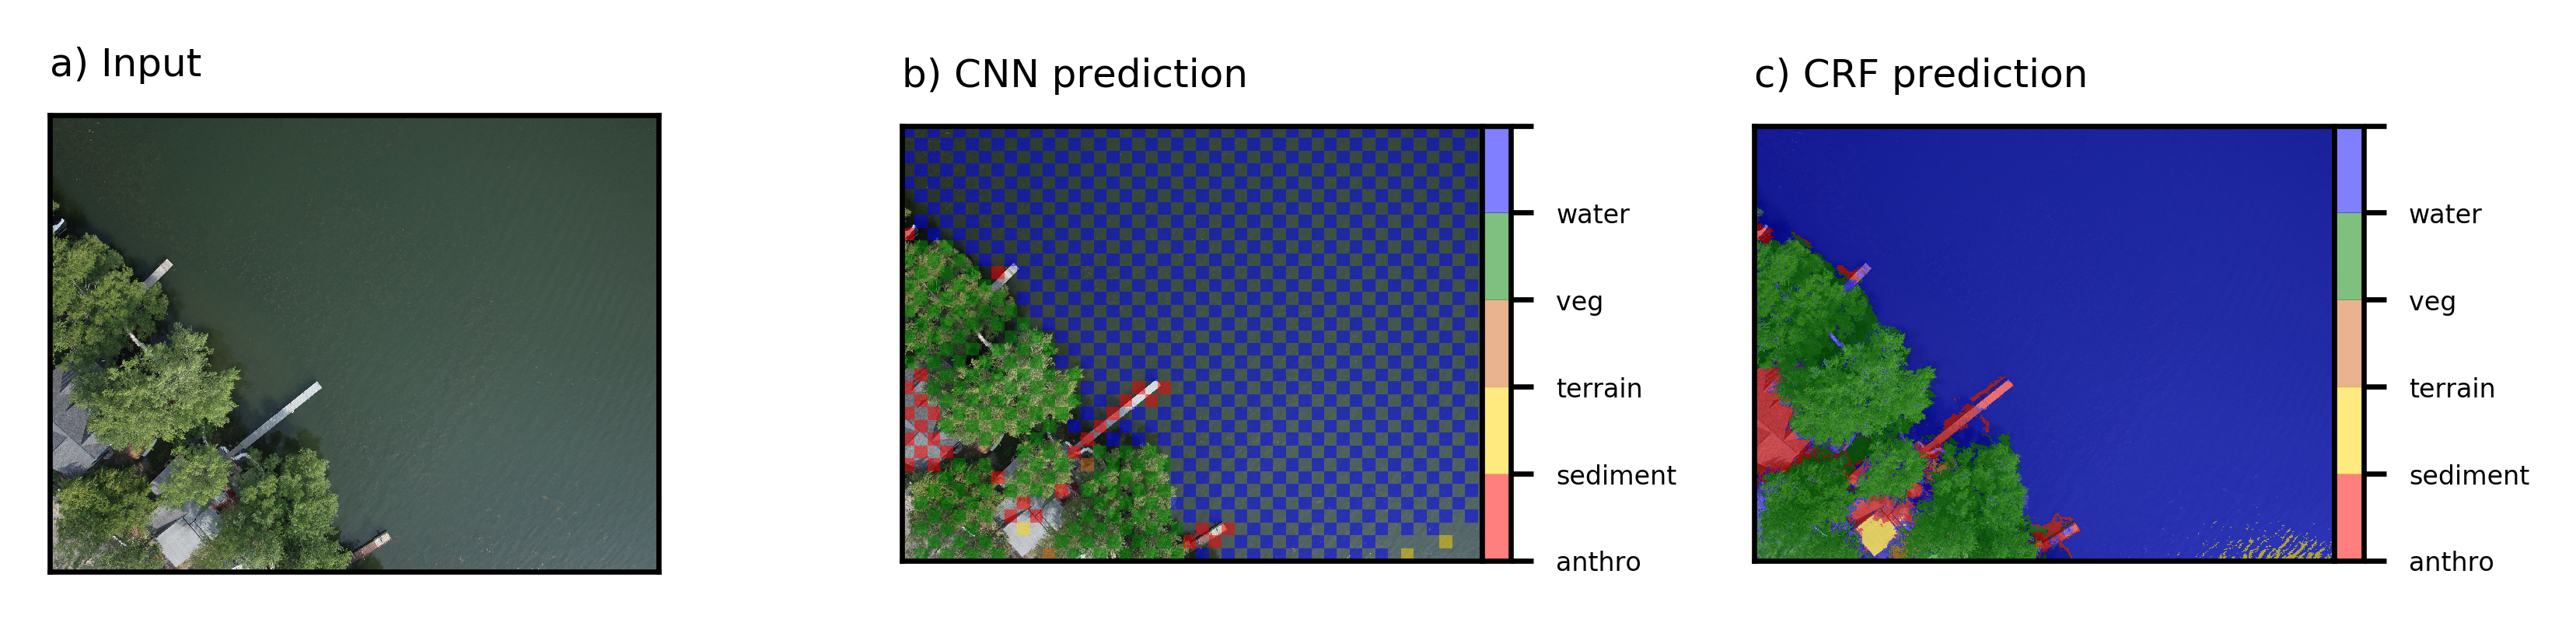 a) Input
b) CNN prediction
water
veg
terrain
sediment
anthro
c) CRF prediction
water
veg
terrain
sediment
anthro